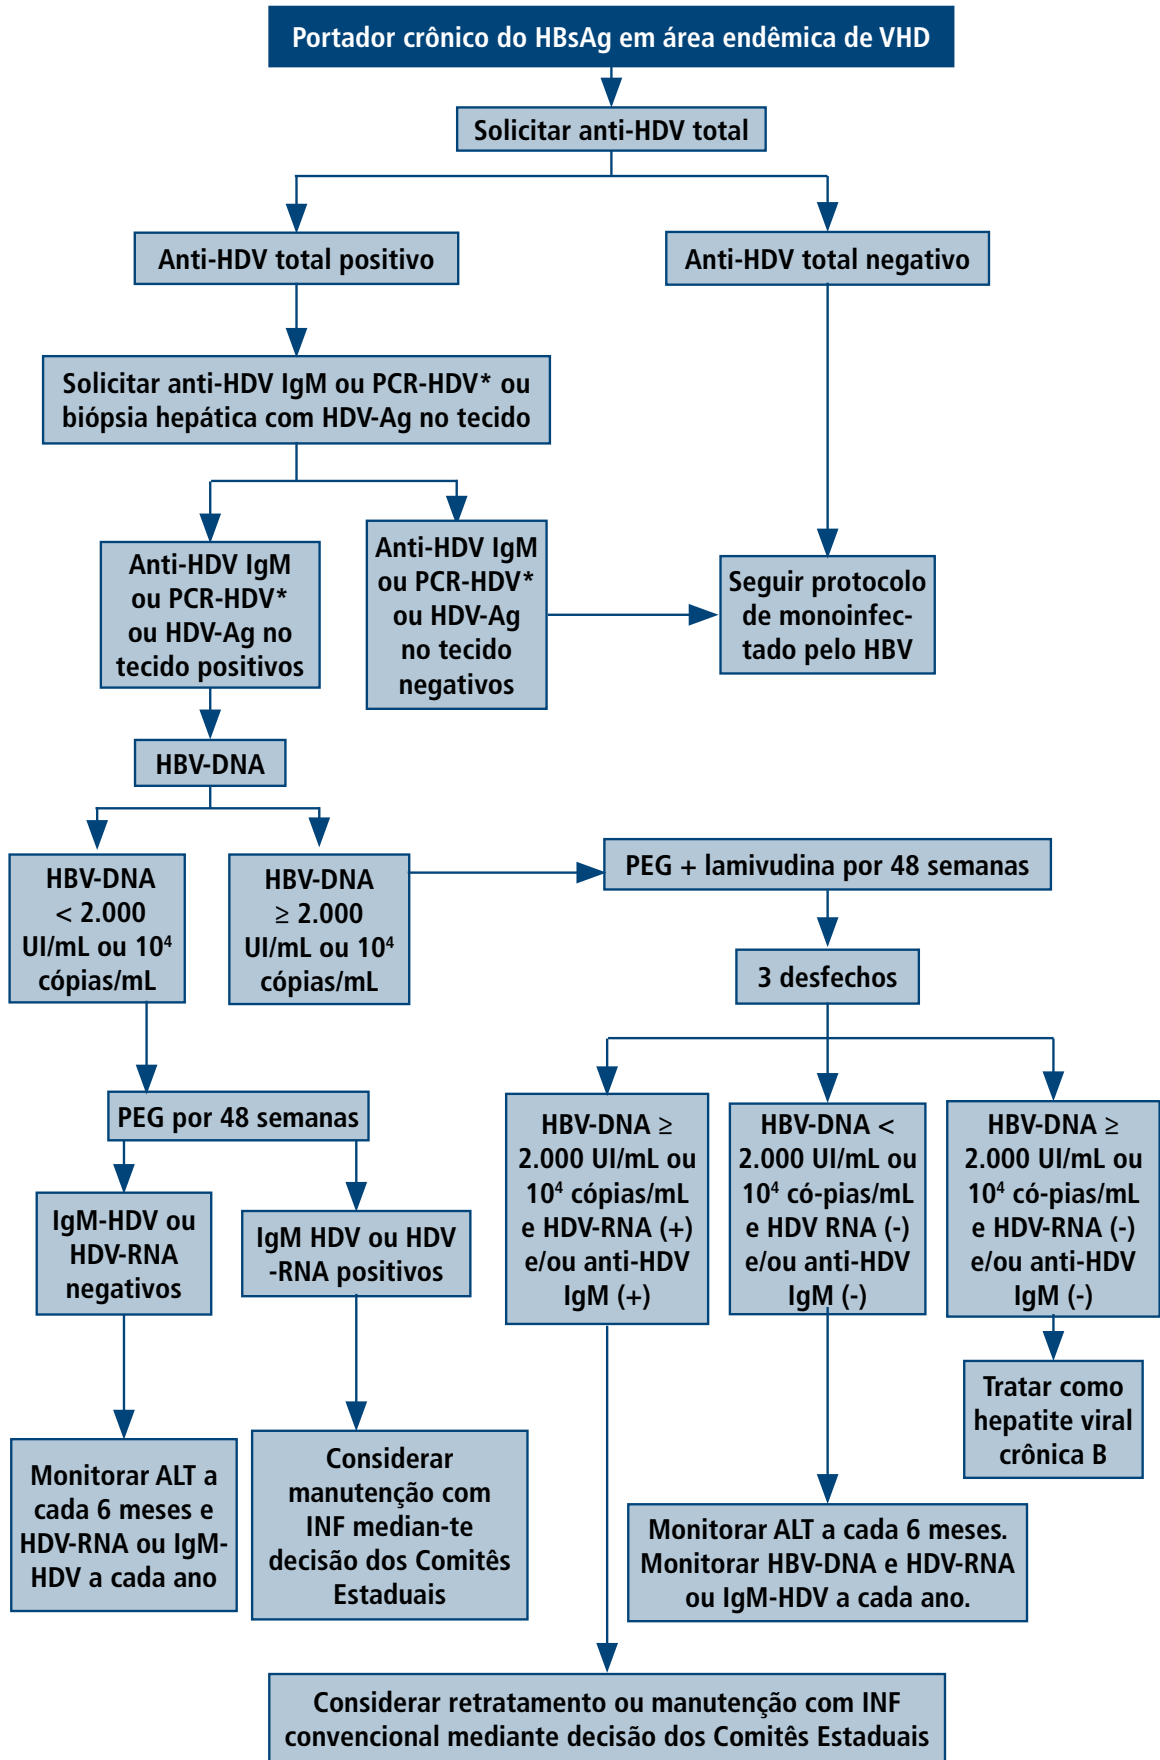 Portador crônico do HBsAg em área endêmica de VHD
Solicitar anti-HDV total
Anti-HDV total positivo
Anti-HDV total negativo
Solicitar anti-HDV IgM ou PCR-HDV* ou
biópsia hepática com HDV-Ag no tecido
Anti-HDV IgM
ou PCR-HDV*
ou HDV-Ag no
tecido positivos
Anti-HDV IgM
ou PCR-HDV*
ou HDV-Ag
no tecido
negativos
Seguir protocolo
de monoinfec-
tado pelo HBV
HBV-DNA
HBV-DNA
< 2.000
UI/mL ou 10⁴
cópias/mL
HBV-DNA
≥ 2.000
UI/mL ou 10⁴
cópias/mL
PEG + lamivudina por 48 semanas
3 desfechos
PEG por 48 semanas
IgM-HDV ou
HDV-RNA
negativos
IgM HDV ou HDV
-RNA positivos
HBV-DNA ≥
2.000 UI/mL ou
10⁴ cópias/mL
e HDV-RNA (+)
e/ou anti-HDV
IgM (+)
HBV-DNA <
2.000 UI/mL ou
10⁴ có-pias/mL
e HDV RNA (-)
e/ou anti-HDV
IgM (-)
HBV-DNA ≥
2.000 UI/mL ou
10⁴ có-pias/mL
e HDV-RNA (-)
e/ou anti-HDV
IgM (-)
Tratar como
hepatite viral
crônica B
Monitorar ALT a
cada 6 meses e
HDV-RNA ou IgM-
HDV a cada ano
Considerar
manutenção com
INF median-te
decisão dos Comitês
Estaduais
Monitorar ALT a cada 6 meses.
Monitorar HBV-DNA e HDV-RNA
ou IgM-HDV a cada ano.
Considerar retratamento ou manutenção com INF
convencional mediante decisão dos Comitês Estaduais